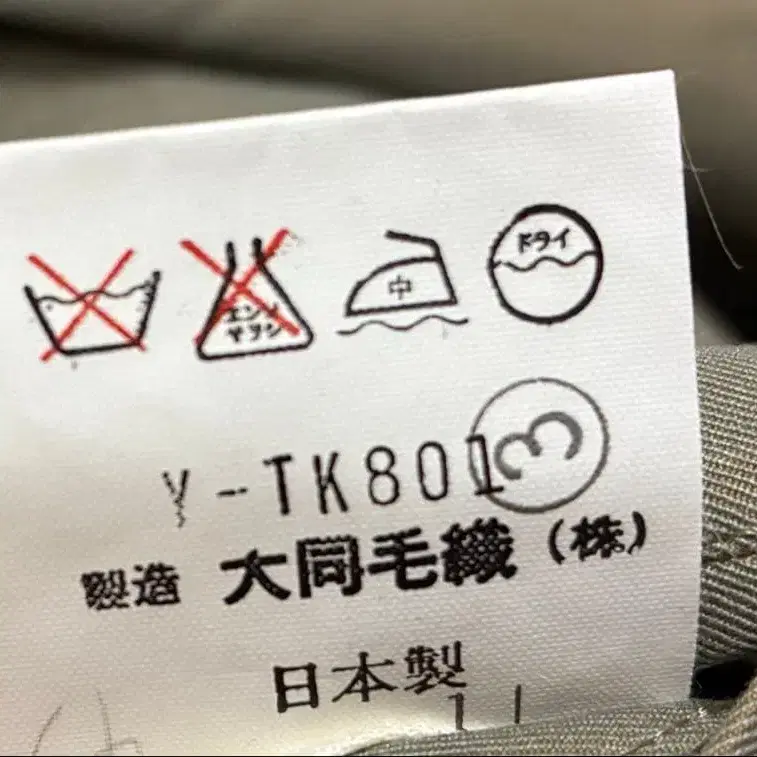 エンソ
サラシ
中
ドライ
Y-TK801
3
製造 大同毛織(株)
日本製